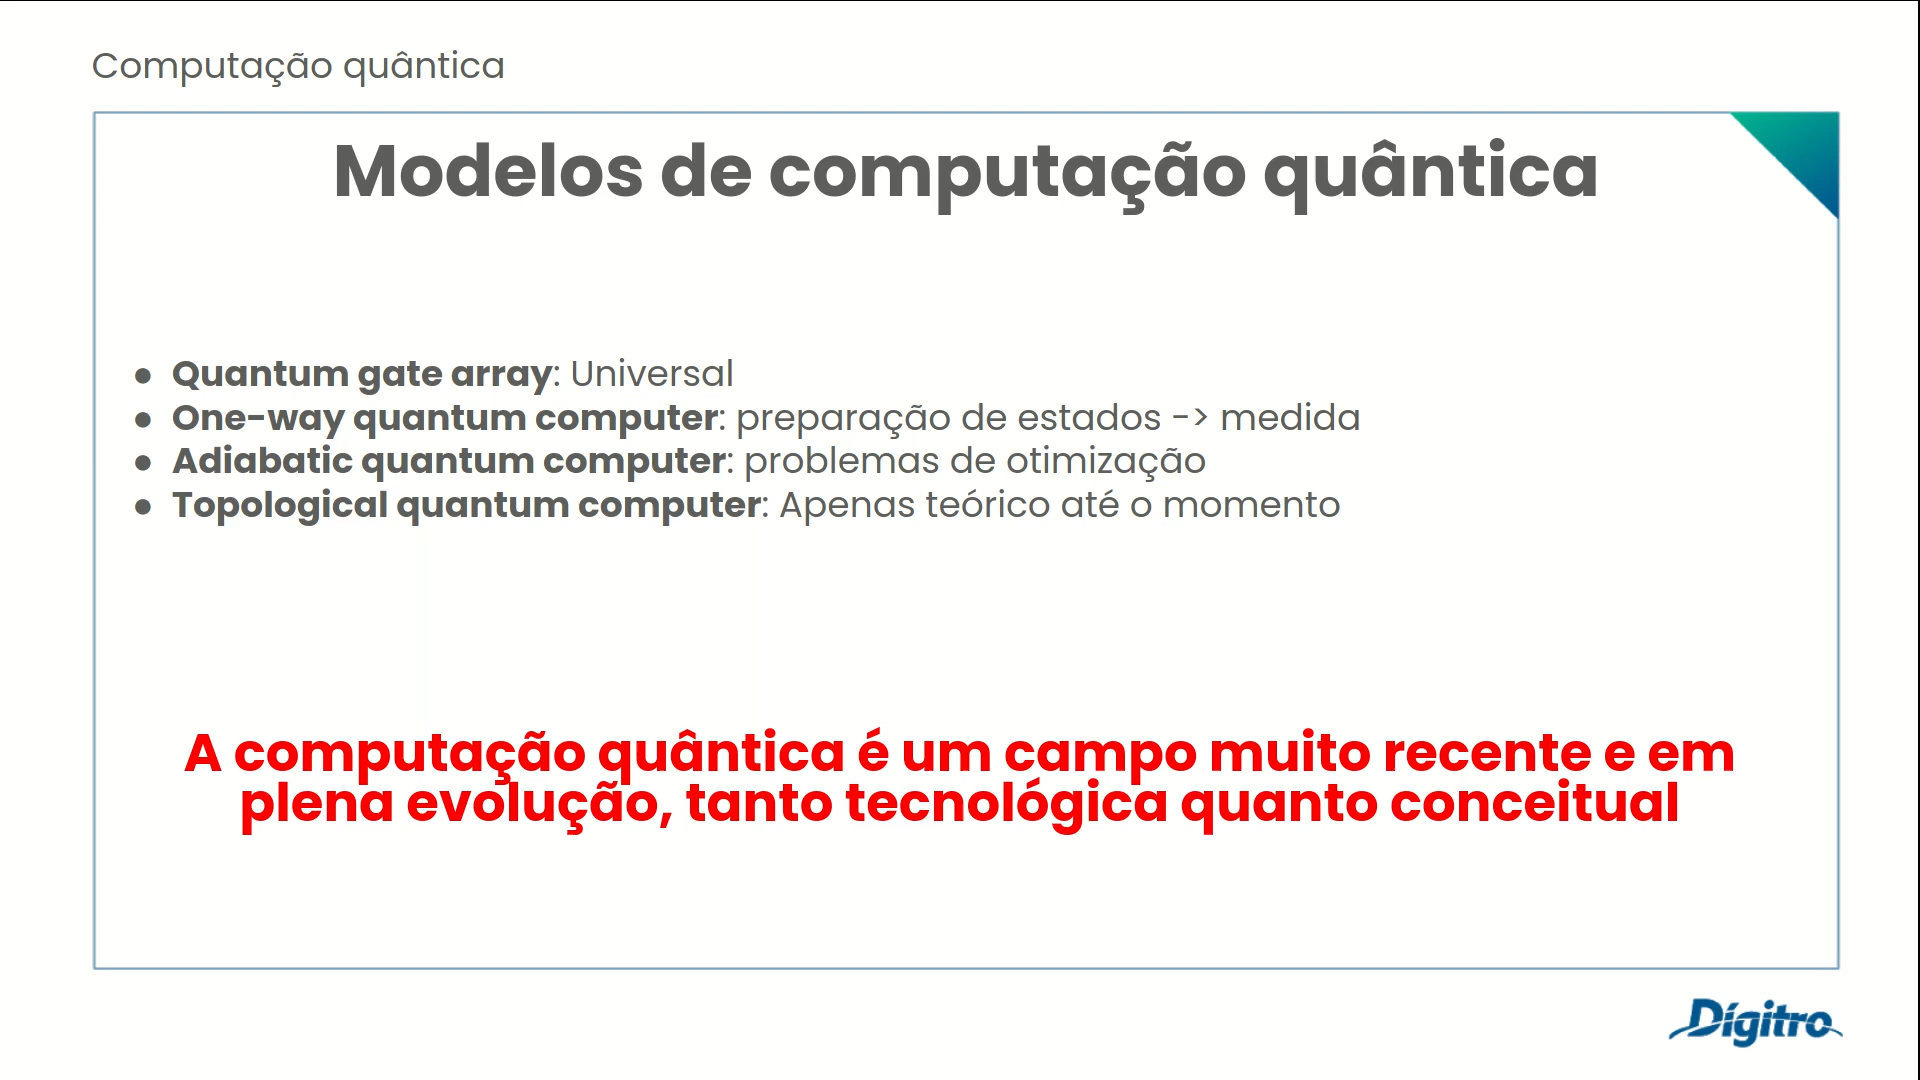 Computação quântica
Modelos de computação quântica
● Quantum gate array: Universal
● One-way quantum computer: preparação de estados -> medida
● Adiabatic quantum computer: problemas de otimização
● Topological quantum computer: Apenas teórico até o momento
A computação quântica é um campo muito recente e em
plena evolução, tanto tecnológica quanto conceitual
Dígitro